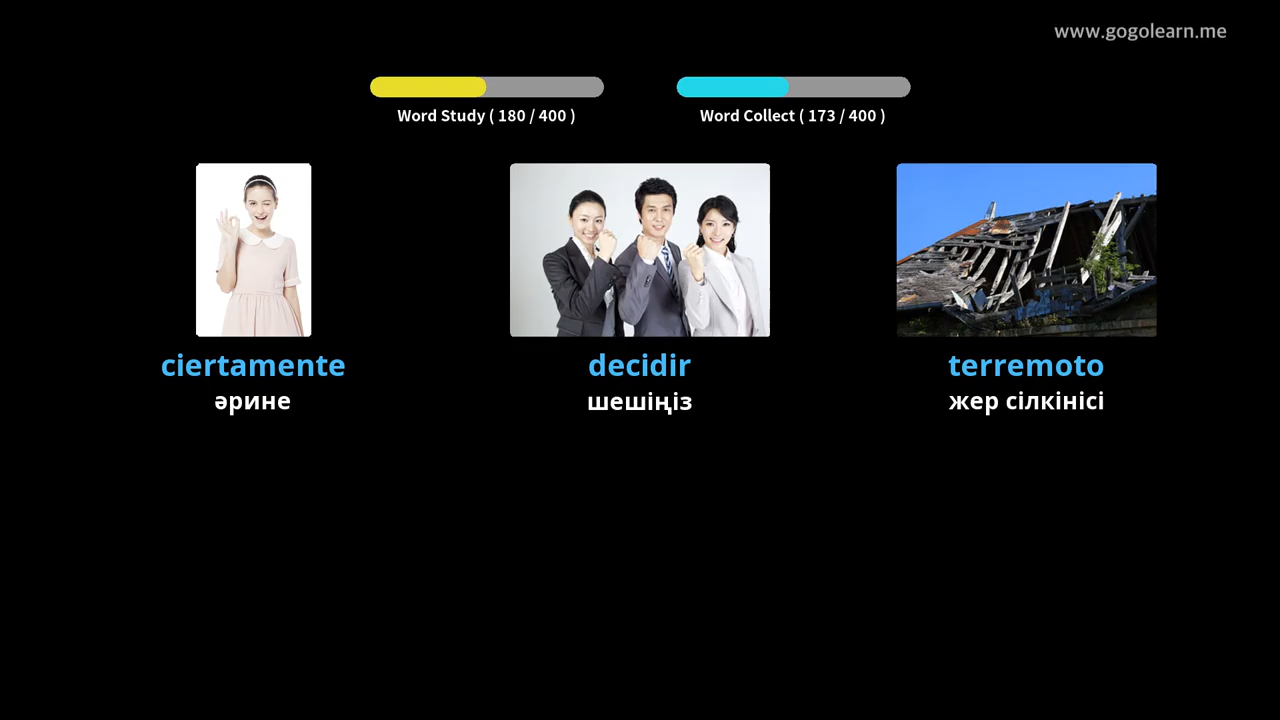 www.gogolearn.me
Word Study ( 180 / 400 )
Word Collect ( 173 / 400 )
ciertamente
әрине
decidir
шешіңіз
terremoto
жер сілкінісі